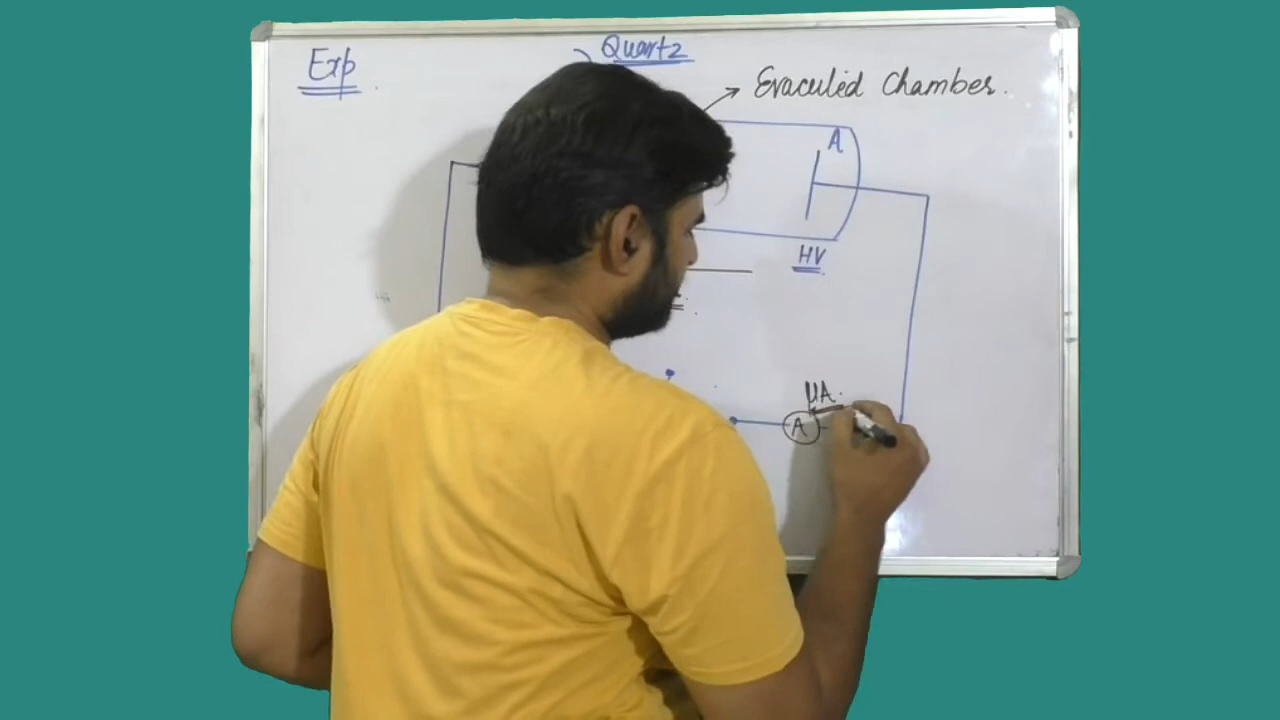 Exp
Quartz
Evaculed Chamber.
A
HV
μA.
A